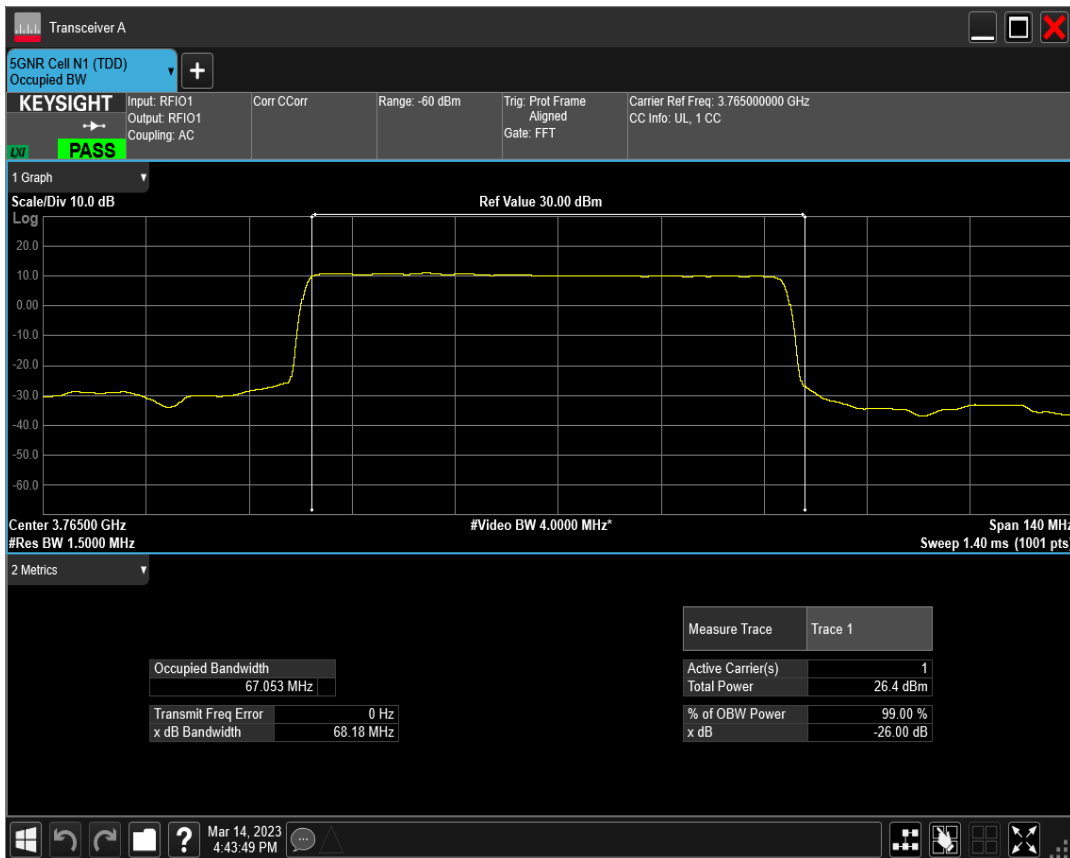 Transceiver A
5GNR Cell N1 (TDD)
Occupied BW
+
KEYSIGHT
LXI
PASS
Input: RFIO1
Output: RFIO1
Coupling: AC
Corr CCorr
Range: -60 dBm
Trig: Prot Frame
Aligned
Gate: FFT
Carrier Ref Freq: 3.765000000 GHz
CC Info: UL, 1 CC
1 Graph
Scale/Div 10.0 dB
Ref Value 30.00 dBm
Log
20.0
10.0
0.00
-10.0
-20.0
-30.0
-40.0
-50.0
-60.0
Center 3.76500 GHz
#Video BW 4.0000 MHz*
Span 140 MHz
#Res BW 1.5000 MHz
Sweep 1.40 ms (1001 pts)
2 Metrics
Measure Trace Trace 1
Occupied Bandwidth
67.053 MHz
Active Carrier(s) 1
Total Power 26.4 dBm
Transmit Freq Error 0 Hz
x dB Bandwidth 68.18 MHz
% of OBW Power 99.00 %
x dB -26.00 dB
?
Mar 14, 2023
4:43:49 PM